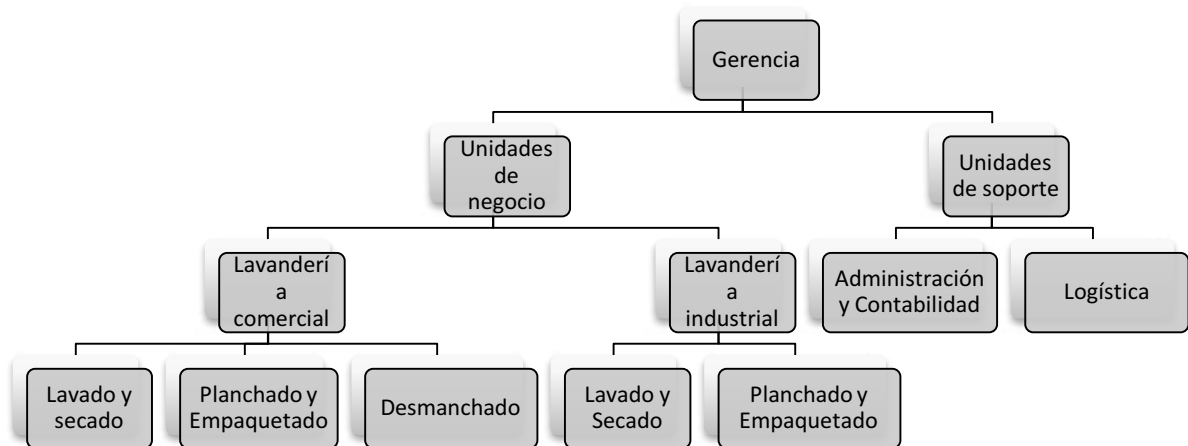 Gerencia
Unidades
de
negocio
Unidades
de soporte
Lavanderí
a
comercial
Lavanderí
a
industrial
Administración
y Contabilidad
Logística
Lavado y
secado
Planchado y
Empaquetado
Desmanchado
Lavado y
Secado
Planchado y
Empaquetado